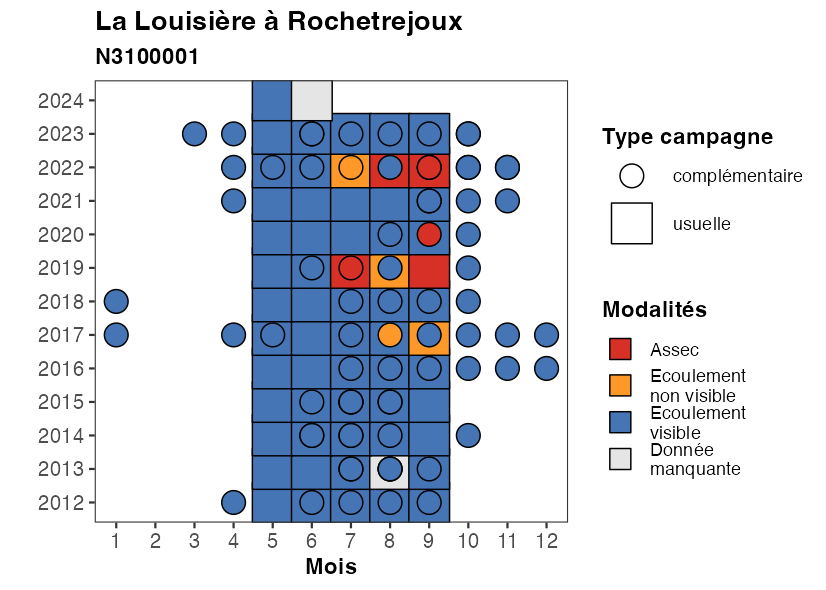 La Louisière à Rochetrejoux
N3100001
2024
2023
2022
2021
2020
2019
2018
2017
2016
2015
2014
2013
2012
1 2 3 4 5 6 7 8 9 10 11 12
Mois
Type campagne
complémentaire
usuelle
Modalités
Assec
Ecoulement
non visible
Ecoulement
visible
Donnée
manquante